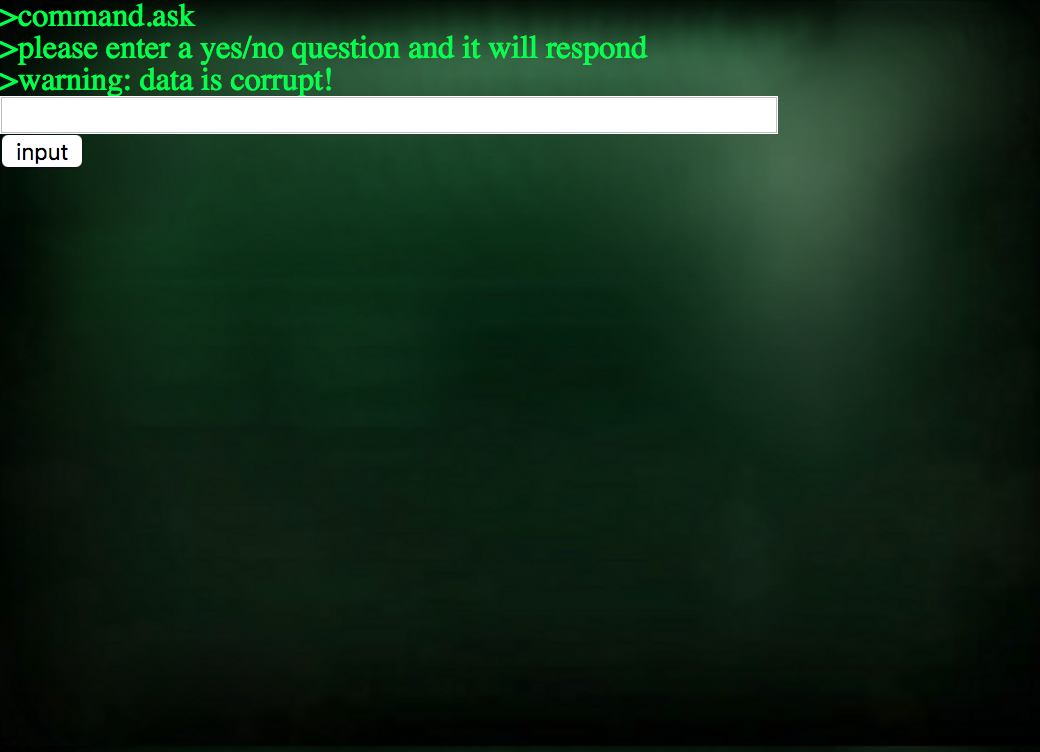 >command.ask
>please enter a yes/no question and it will respond
>warning: data is corrupt!
input